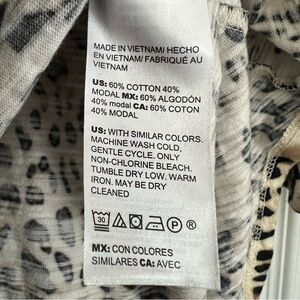 MADE IN VIETNAM/ HECHO
EN VIETNAM/ FABRIQUÉ AU
VIETNAM
US: 60% COTTON 40%
MODAL MX: 60% ALGODÓN
40% modal CA: 60% COTON
40% MODAL
US: WITH SIMILAR COLORS.
MACHINE WASH COLD,
GENTLE CYCLE. ONLY
NON-CHLORINE BLEACH.
TUMBLE DRY LOW. WARM
IRON. MAY BE DRY
CLEANED
30 P ®
MX: CON COLORES
SIMILARES CA: AVEC